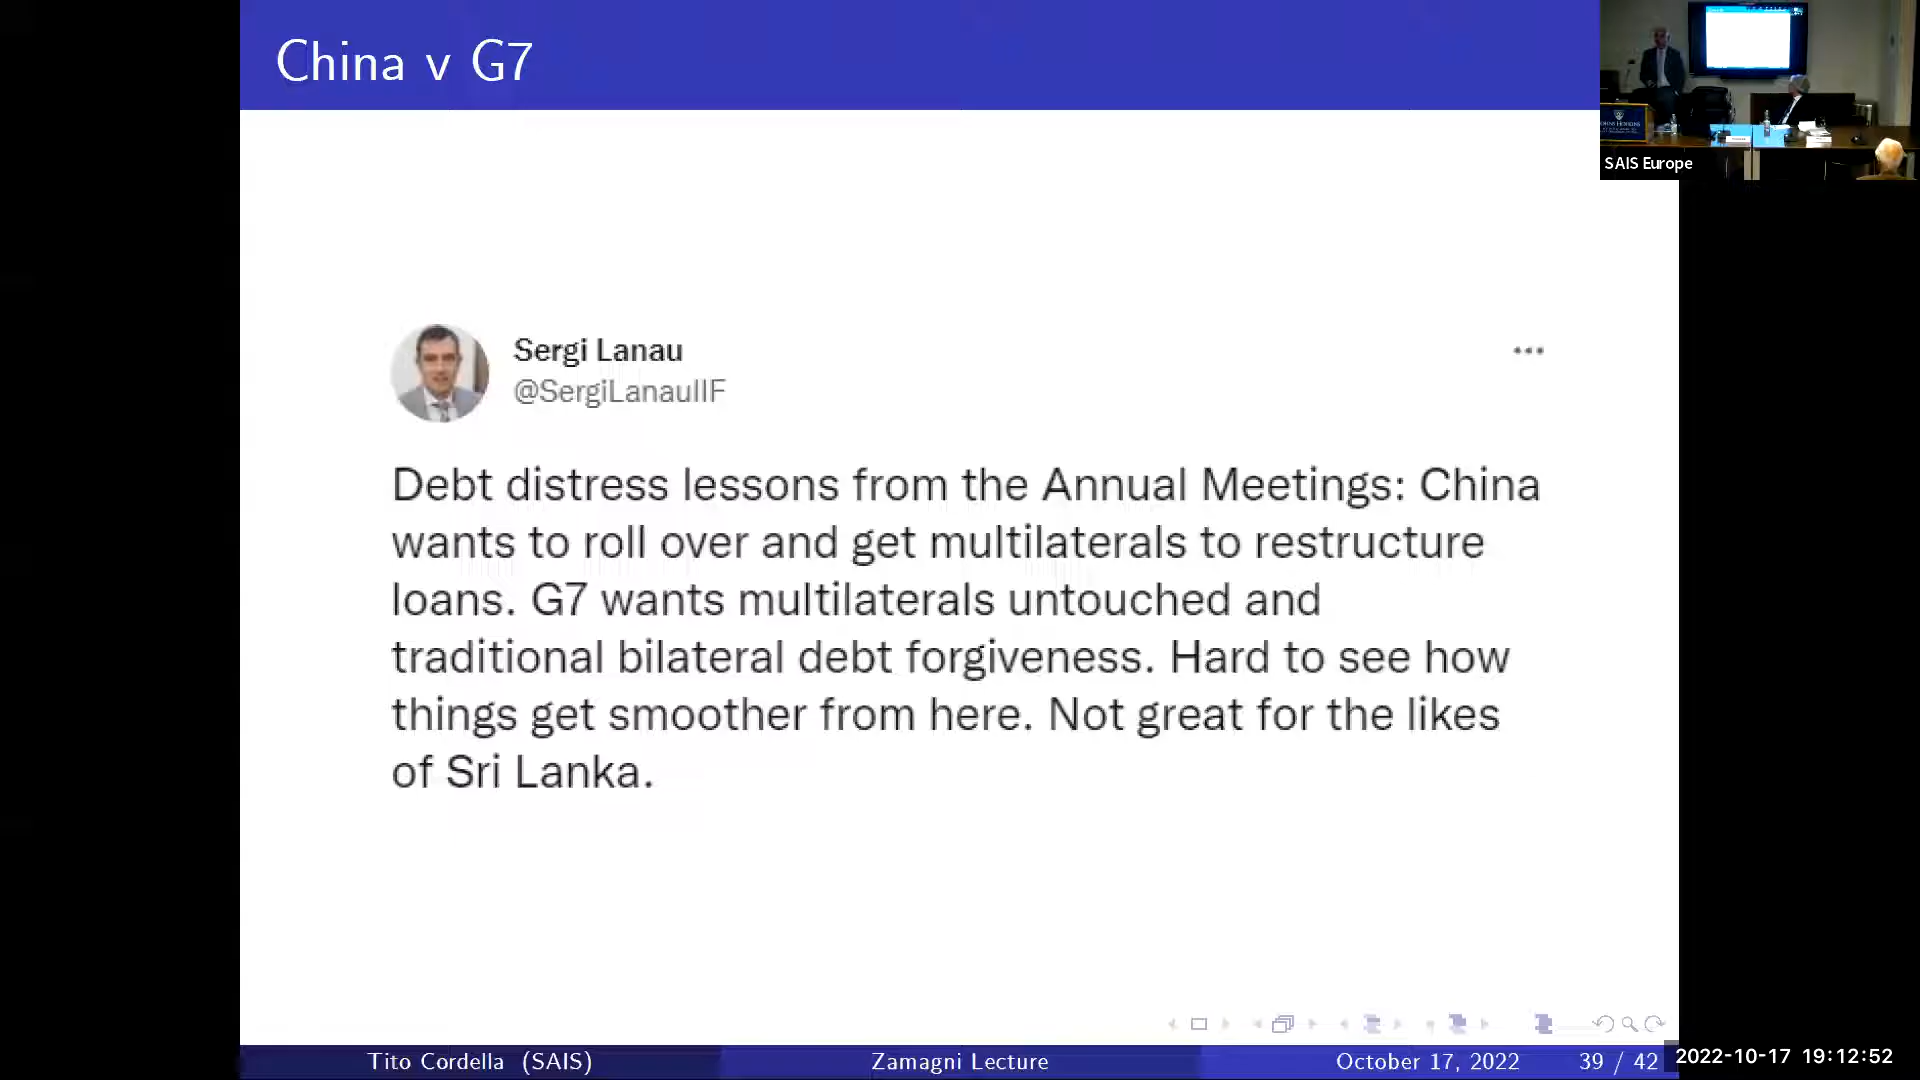 China v G7
SAIS Europe
Sergi Lanau
@SergiLanauIIF
Debt distress lessons from the Annual Meetings: China
wants to roll over and get multilaterals to restructure
loans. G7 wants multilaterals untouched and
traditional bilateral debt forgiveness. Hard to see how
things get smoother from here. Not great for the likes
of Sri Lanka.
Tito Cordella (SAIS)
Zamagni Lecture
October 17, 2022
39 / 42
2022-10-17 19:12:52